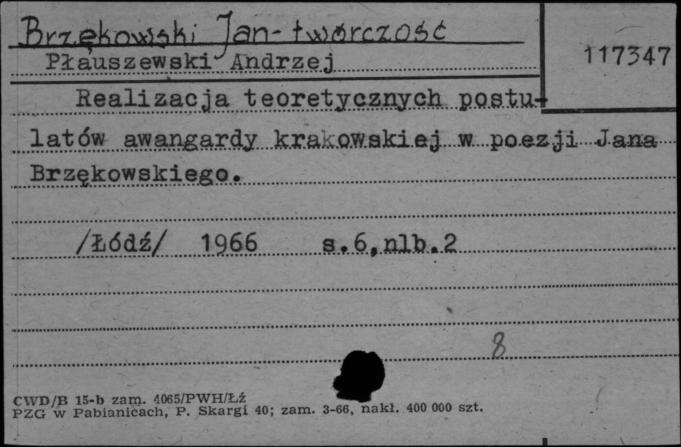 Brzękowski Jan - twórczość
117347
Płauszewski Andrzej
Realizacja teoretycznych postu-
latów awangardy krakowskiej w poezji Jana
Brzękowskiego.
/Łódź/ 1966 s.6,nlb.2
8
CWD/B 15-b zam. 4065/PWH/Łź
PZG w Pabianicach, P. Skargi 40; zam. 3-66, nakł. 400 000 szt.